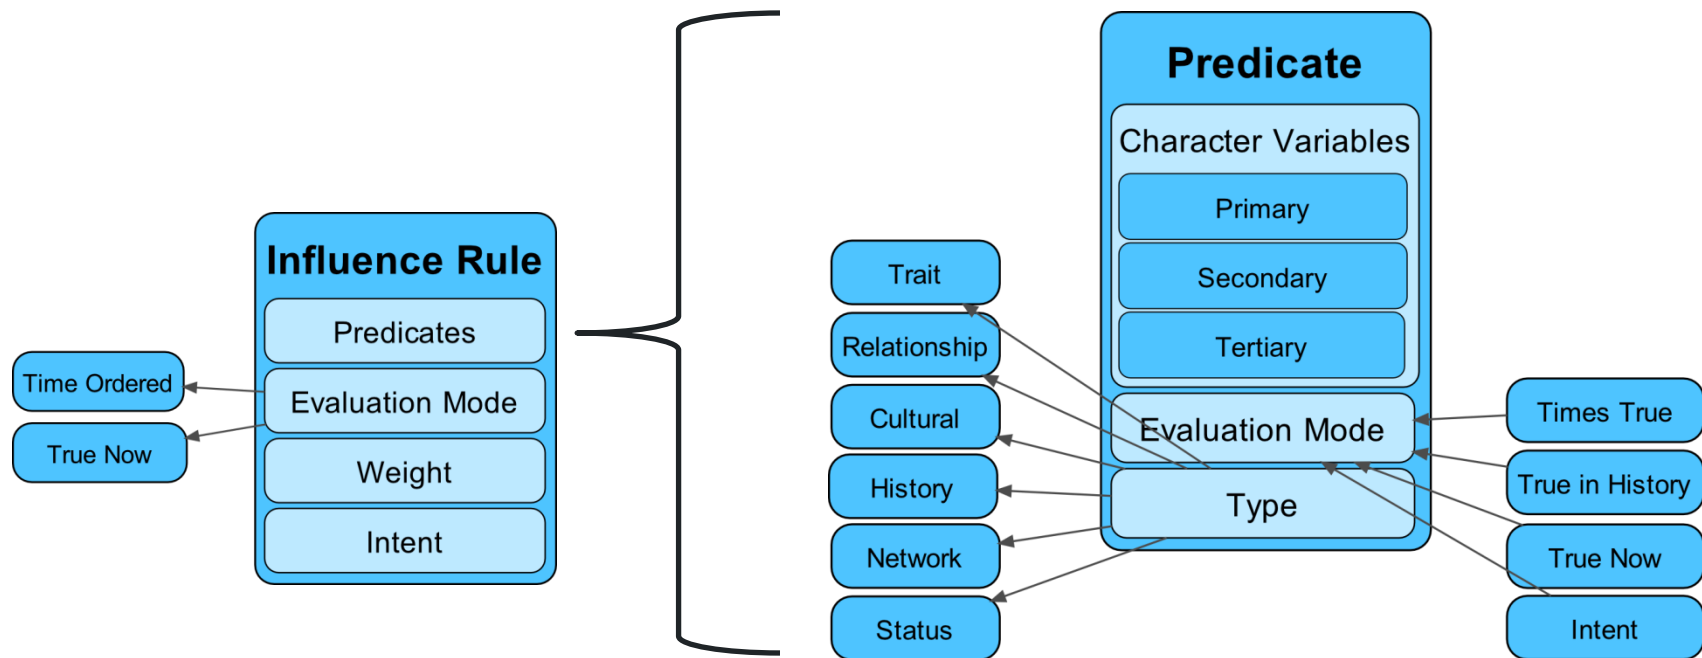 Influence Rule
Predicates
Evaluation Mode
Weight
Intent
Time Ordered
True Now
Predicate
Character Variables
Primary
Secondary
Tertiary
Evaluation Mode
Type
Trait
Relationship
Cultural
History
Network
Status
Times True
True in History
True Now
Intent